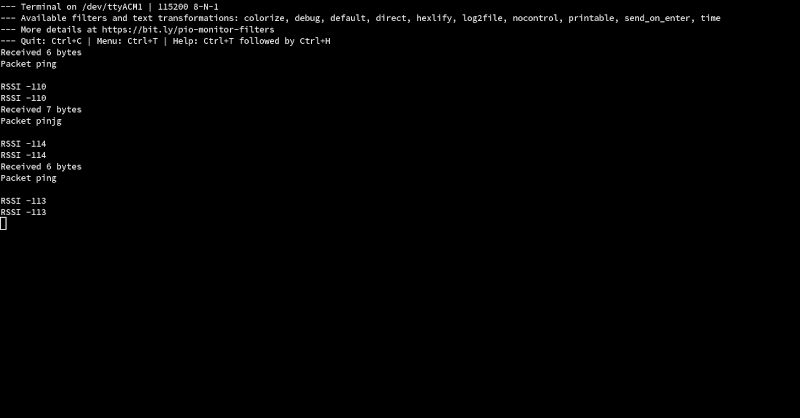 --- Terminal on /dev/ttyACM1 | 115200 8-N-1
--- Available filters and text transformations: colorize, debug, default, direct, hexlify, log2file, nocontrol, printable, send_on_enter, time
--- More details at https://bit.ly/pio-monitor-filters
--- Quit: Ctrl+C | Menu: Ctrl+T | Help: Ctrl+T followed by Ctrl+H
Received 6 bytes
Packet ping
RSSI -110
RSSI -110
Received 7 bytes
Packet pinjg
RSSI -114
RSSI -114
Received 6 bytes
Packet ping
RSSI -113
RSSI -113